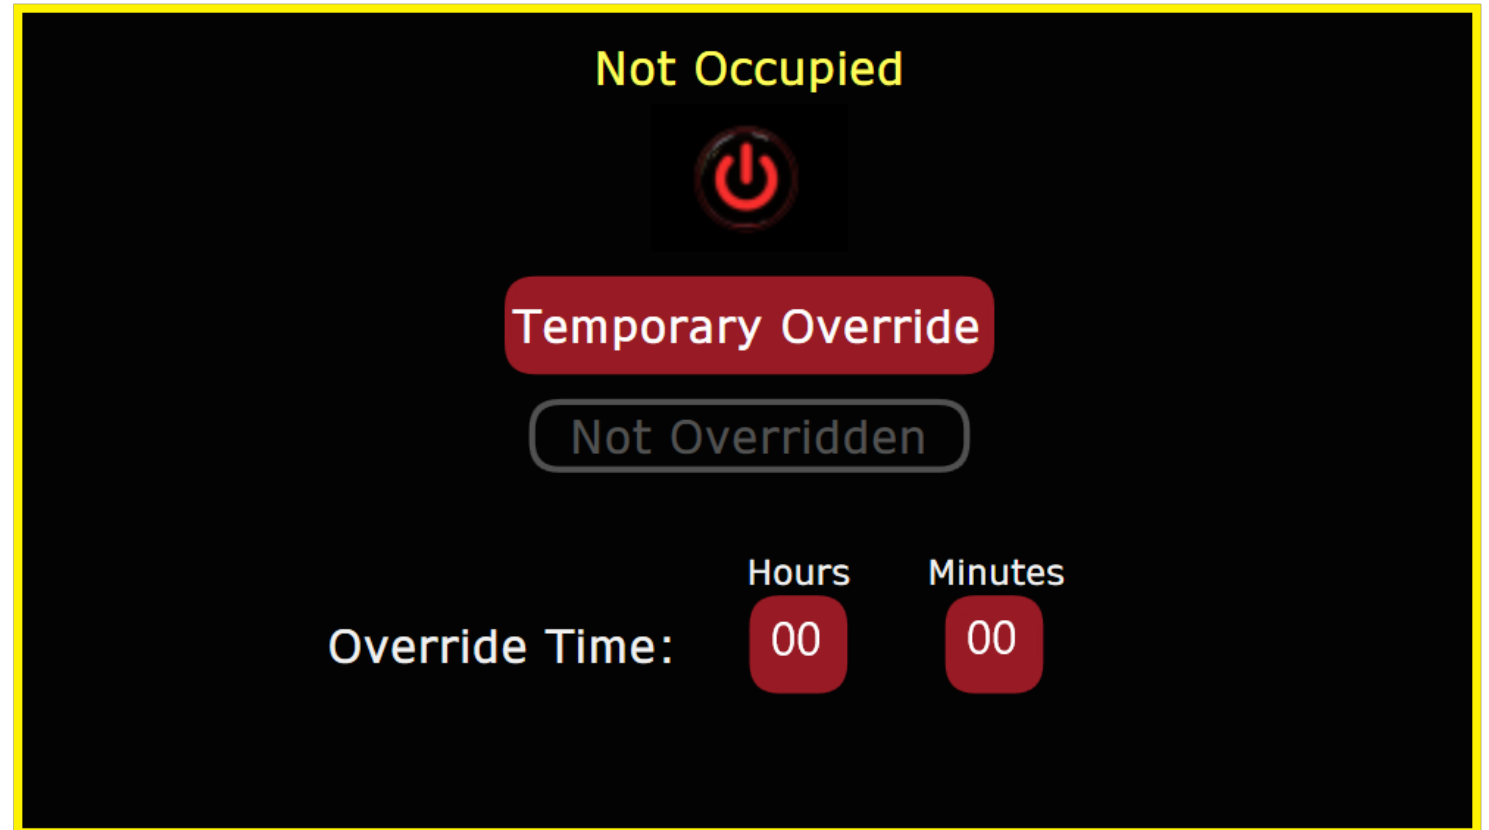 Not Occupied
Temporary Override
Not Overridden
Hours Minutes
Override Time: 00 00